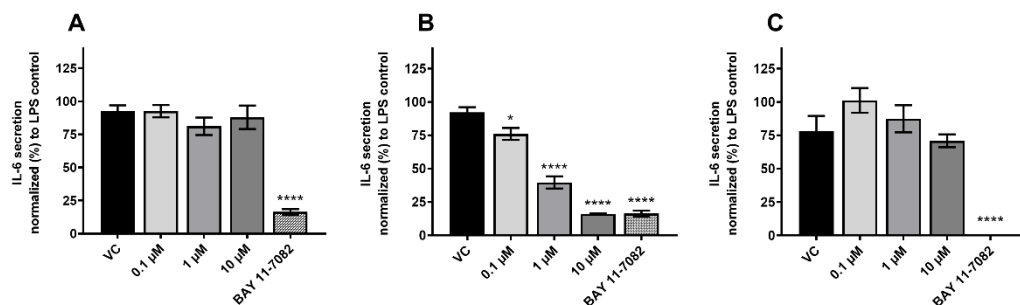 A
IL-6 secretion
normalized (%) to LPS control
125
100
75
50
25
0
****
VC
0.1 µM
1 µM
10 µM
BAY 11-7082
B
IL-6 secretion
normalized (%) to LPS control
125
100
75
50
25
0
*
****
****
****
VC
0.1 µM
1 µM
10 µM
BAY 11-7082
C
IL-6 secretion
normalized (%) to LPS control
125
100
75
50
25
0
****
VC
0.1 µM
1 µM
10 µM
BAY 11-7082